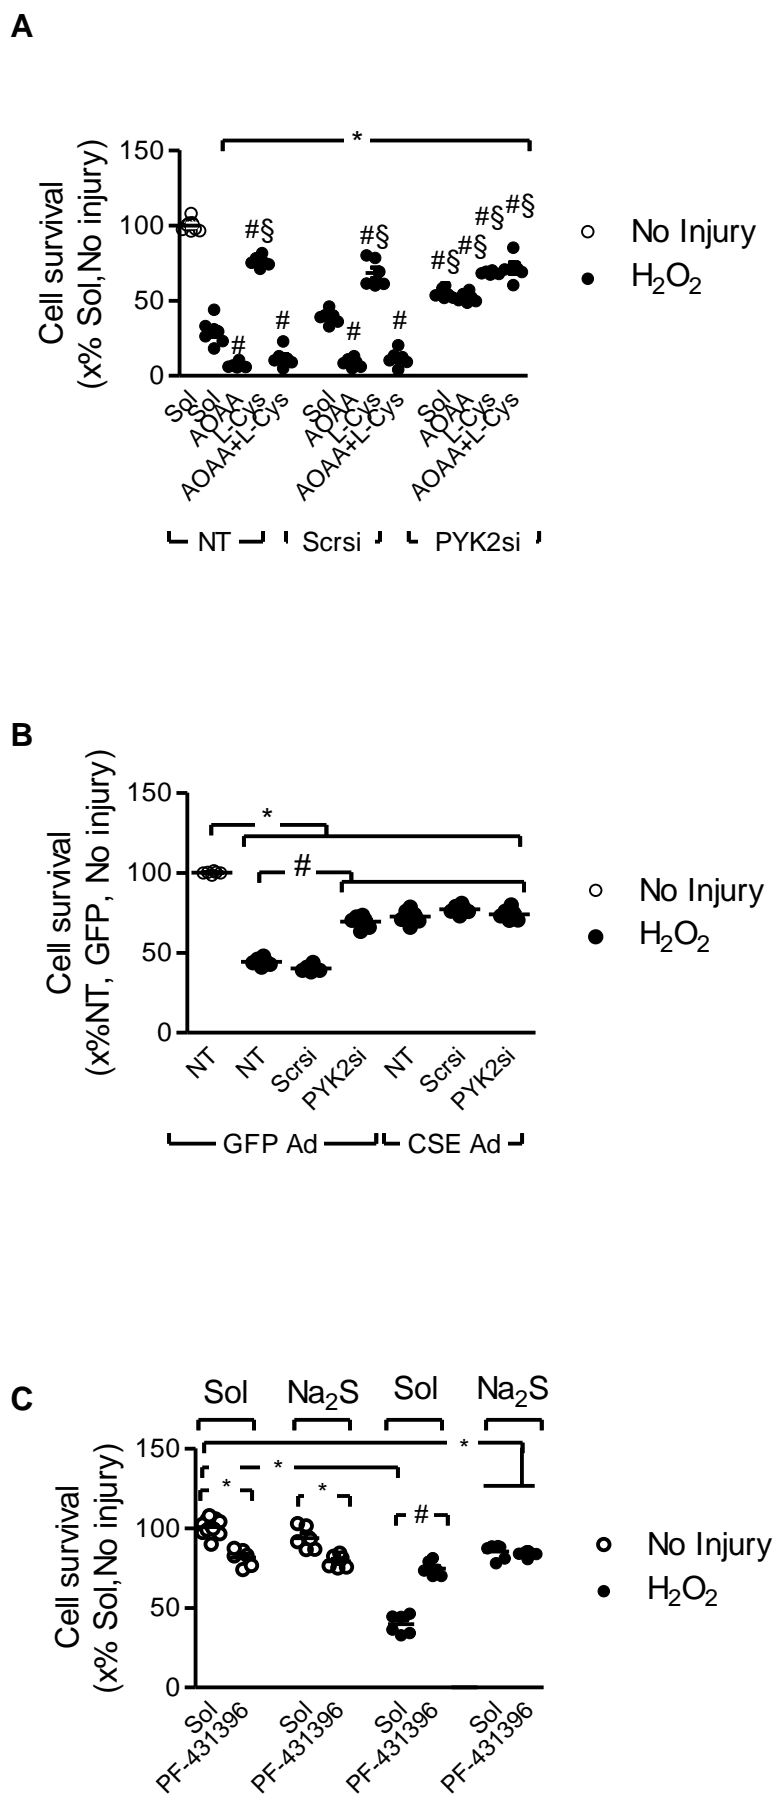 A
Cell survival
(x% Sol,No injury)
150
100
50
0
*
#
#§
#
#
#§
#
#§
#§
#§
#§
No Injury
H₂O₂
Sol
Sol
AOAA
L-Cys
AOAA+L-Cys
Sol
AOAA
L-Cys
AOAA+L-Cys
Sol
AOAA
L-Cys
AOAA+L-Cys
NT
Scrsi
PYK2si
B
Cell survival
(x%NT, GFP, No injury)
150
100
50
0
*
#
No Injury
H₂O₂
NT
NT
Scrsi
PYK2si
NT
Scrsi
PYK2si
GFP Ad
CSE Ad
C
Sol
Na₂S
Sol
Na₂S
Cell survival
(x% Sol,No injury)
150
100
50
0
*
*
*
*
#
No Injury
H₂O₂
Sol
PF-431396
Sol
PF-431396
Sol
PF-431396
Sol
PF-431396